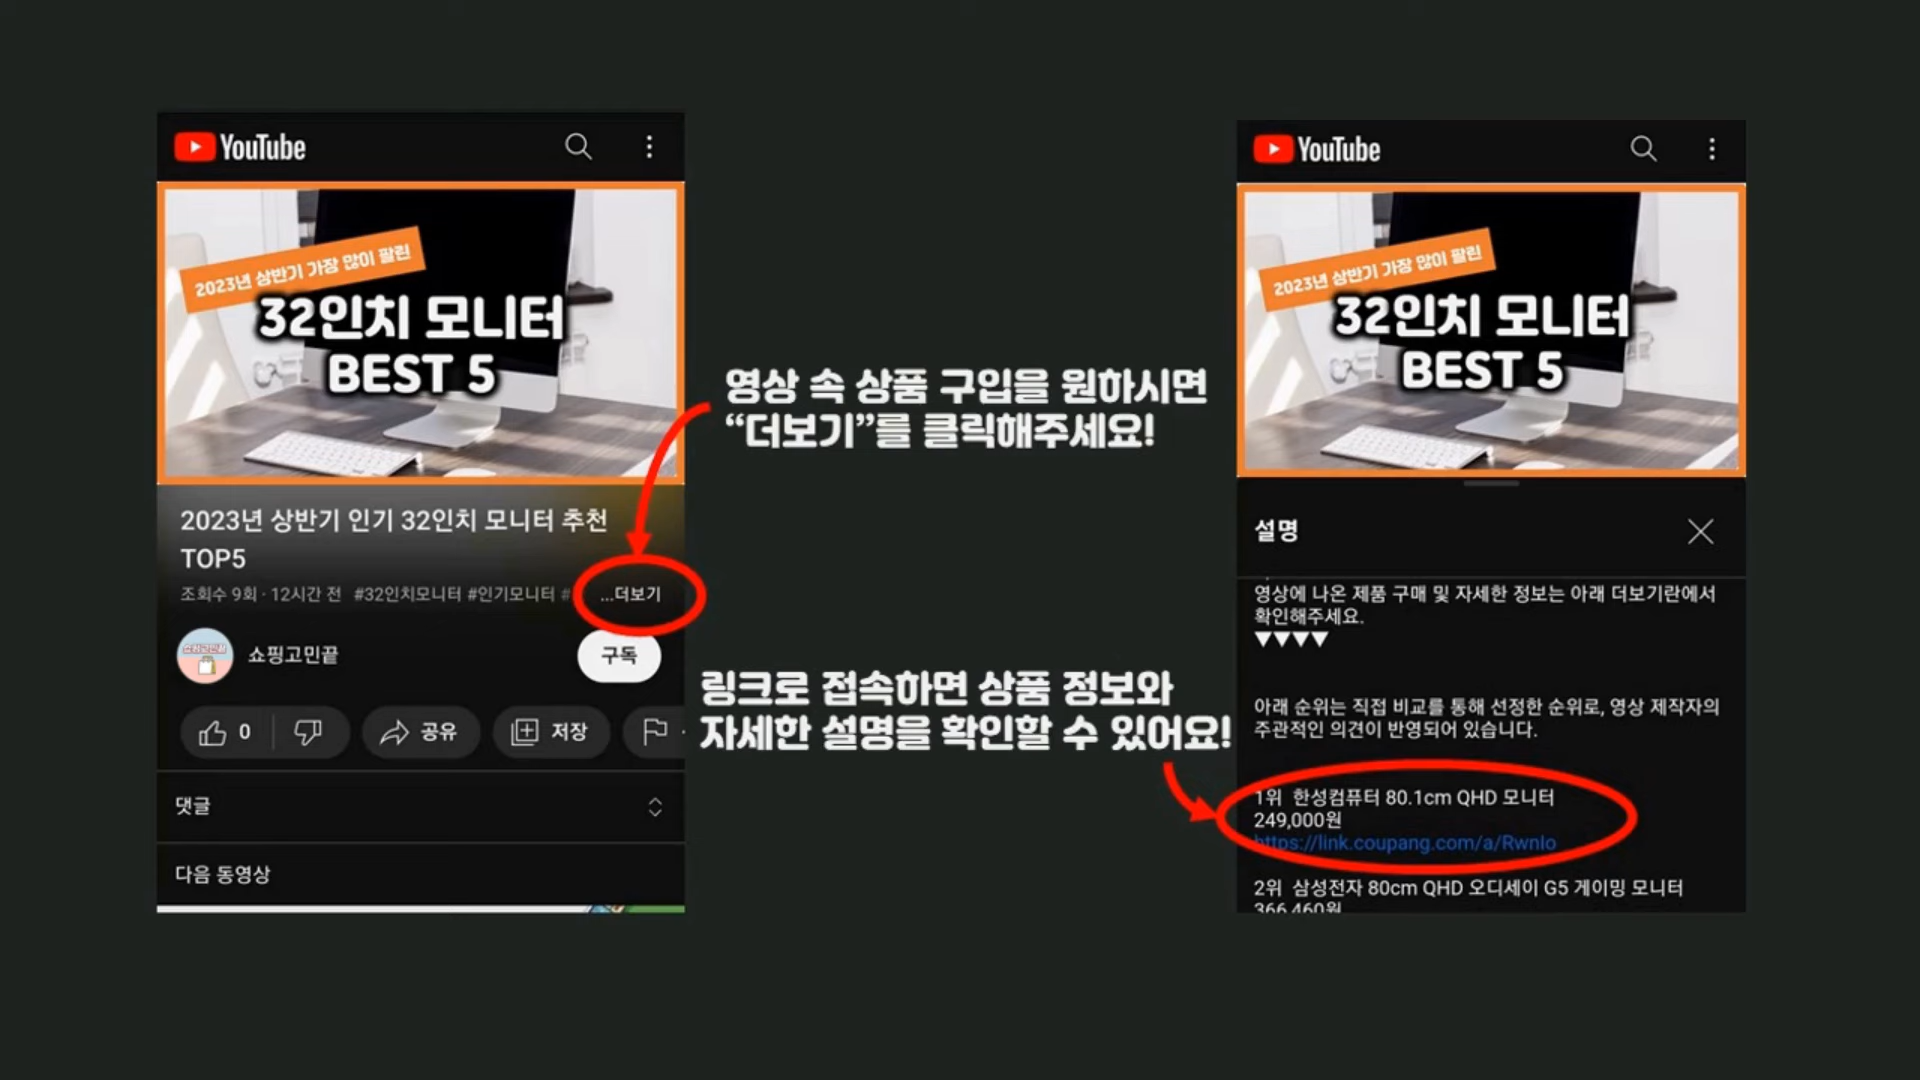 YouTube
2023년 상반기 가장 많이 팔린
32인치 모니터
BEST 5
2023년 상반기 인기 32인치 모니터 추천
TOP5
조회수 9회 · 12시간 전 #32인치모니터 #인기모니터 # ...더보기
쇼핑고민끝
구독
0
공유
저장
댓글
다음 동영상
영상 속 상품 구입을 원하시면
“더보기”를 클릭해주세요!
링크로 접속하면 상품 정보와
자세한 설명을 확인할 수 있어요!
YouTube
2023년 상반기 가장 많이 팔린
32인치 모니터
BEST 5
설명
영상에 나온 제품 구매 및 자세한 정보는 아래 더보기란에서
확인해주세요.
▼▼▼▼
아래 순위는 직접 비교를 통해 선정한 순위로, 영상 제작자의
주관적인 의견이 반영되어 있습니다.
1위 한성컴퓨터 80.1cm QHD 모니터
249,000원
https://link.coupang.com/a/RwnIo
2위 삼성전자 80cm QHD 오디세이 G5 게이밍 모니터
366,460원